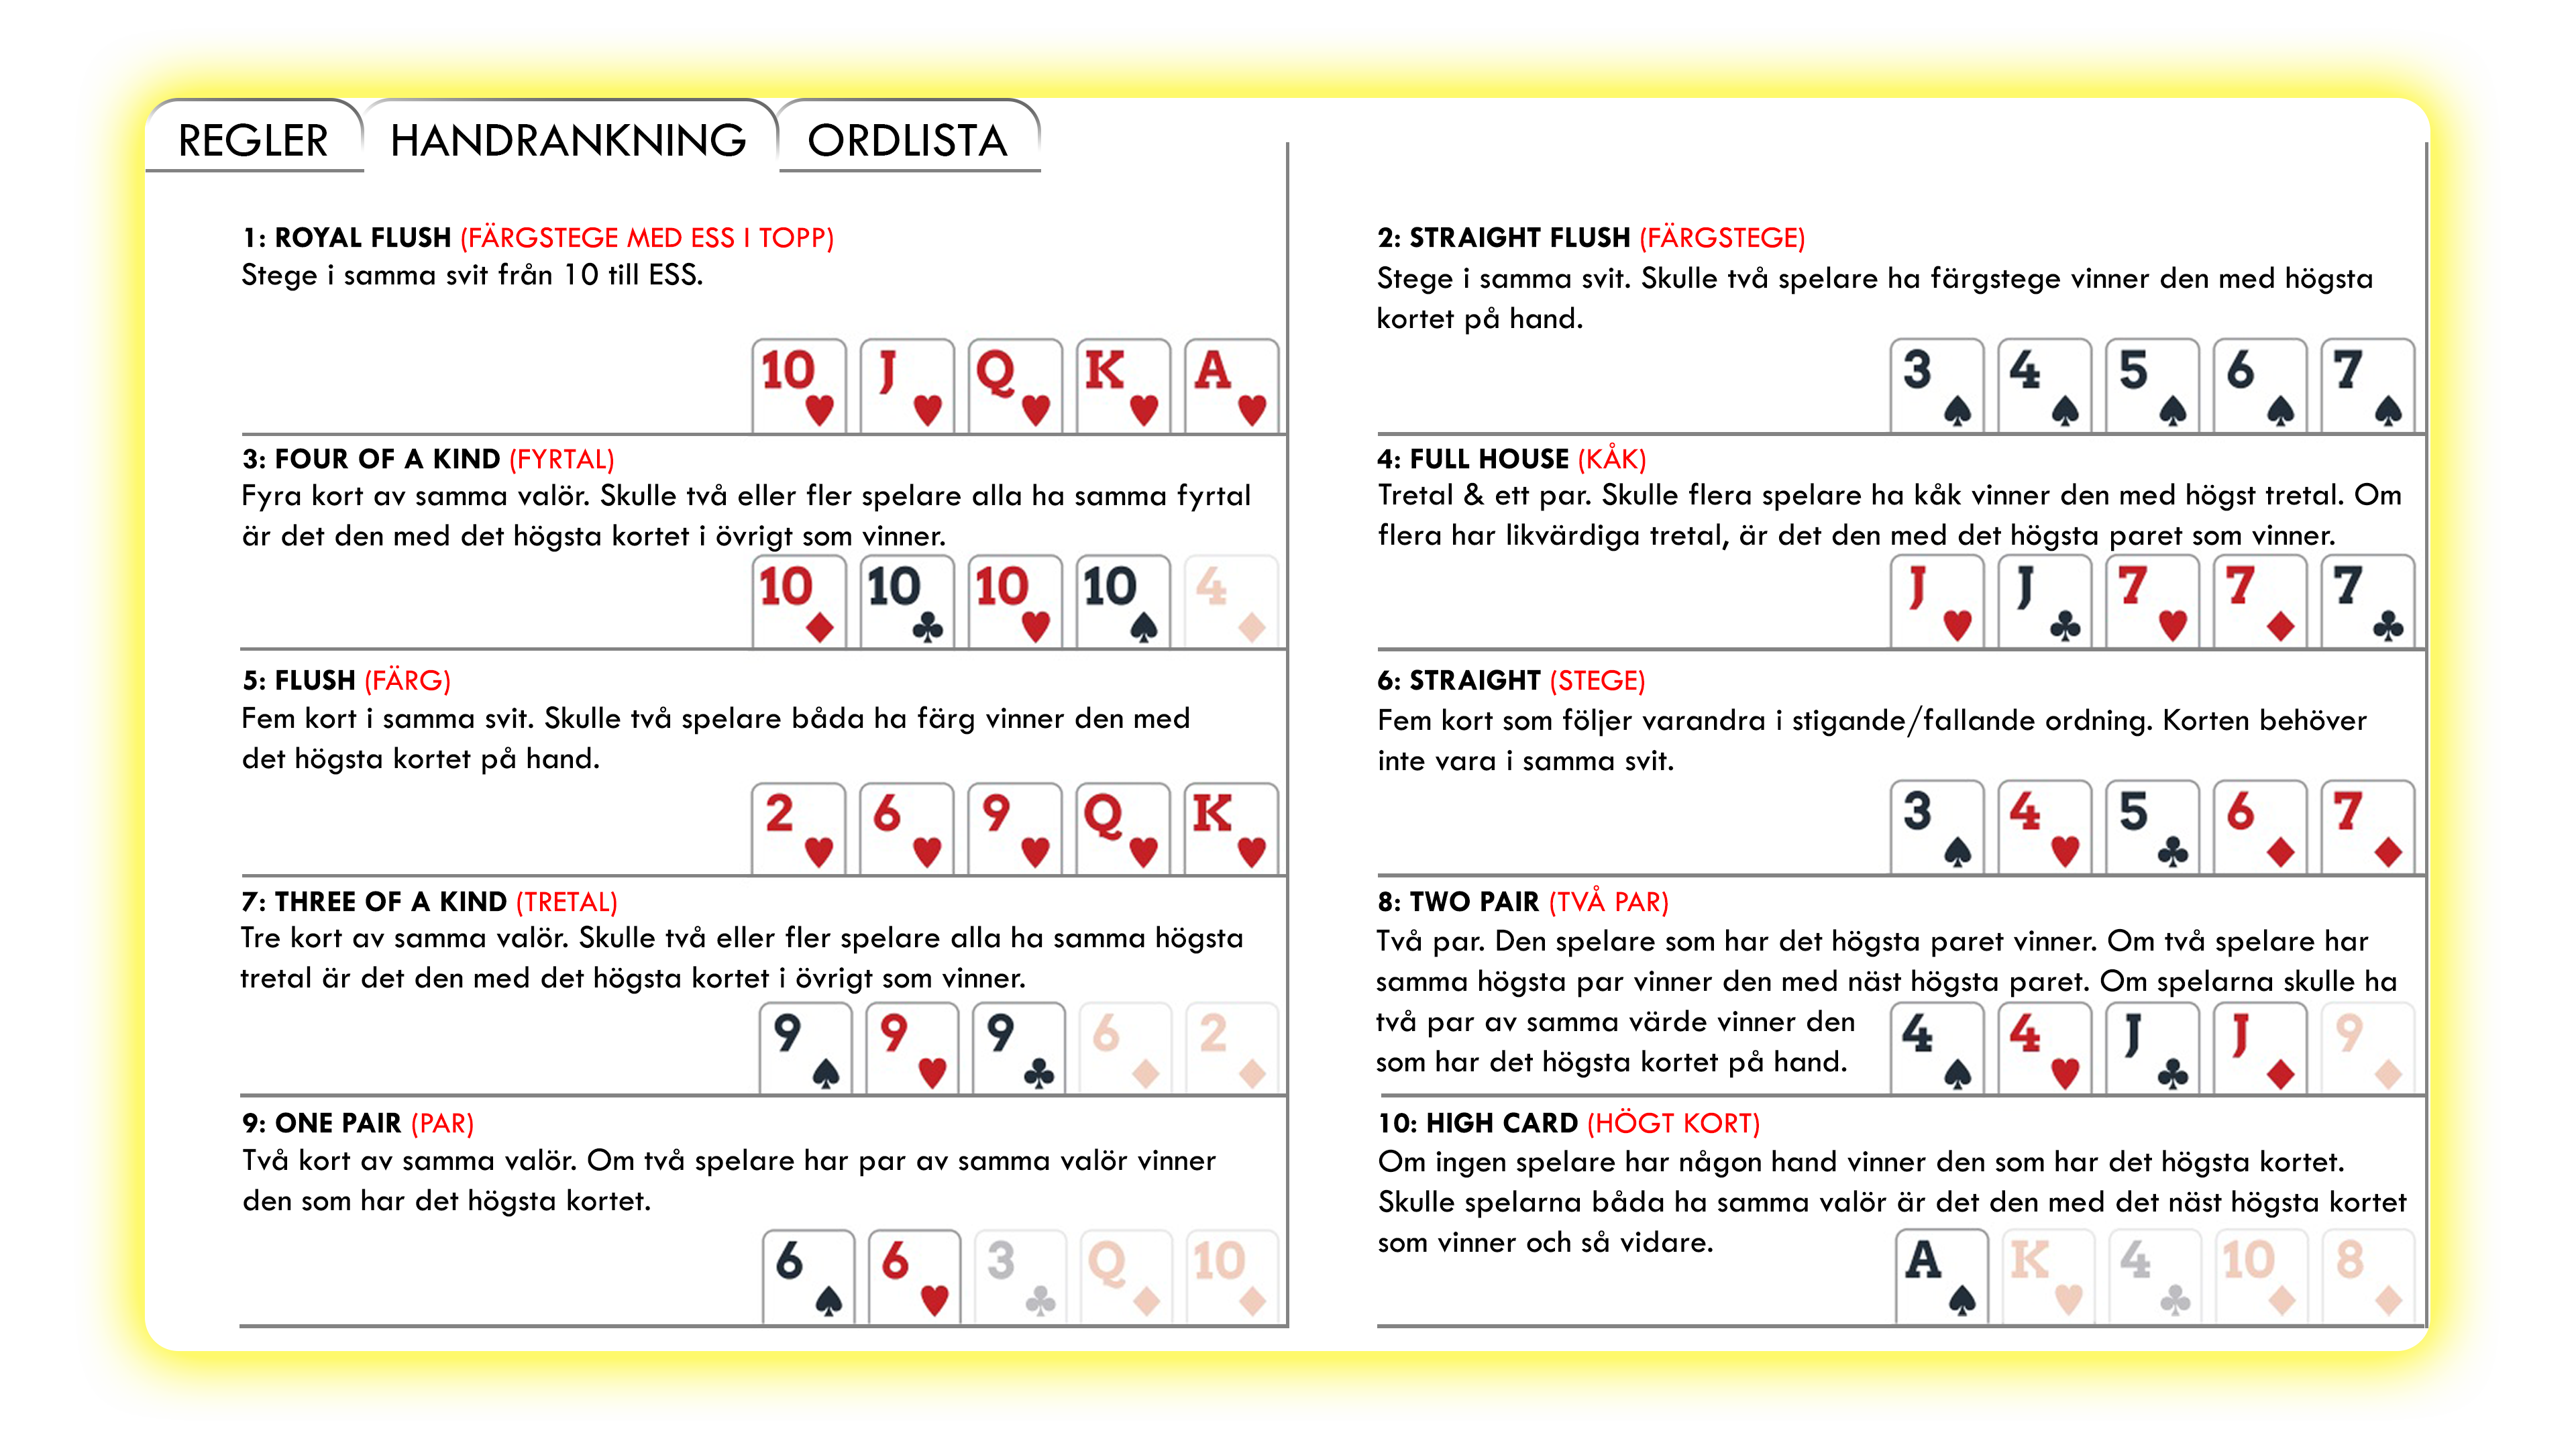 REGLER HANDRANKNING ORDLISTA
1: ROYAL FLUSH (FÄRGSTEGE MED ESS I TOPP)
Stege i samma svit från 10 till ESS.
10 J Q K A
2: STRAIGHT FLUSH (FÄRGSTEGE)
Stege i samma svit. Skulle två spelare ha färgstege vinner den med högsta
kortet på hand.
3 4 5 6 7
3: FOUR OF A KIND (FYRTAL)
Fyra kort av samma valör. Skulle två eller fler spelare alla ha samma fyrtal
är det den med det högsta kortet i övrigt som vinner.
10 10 10 10 4
4: FULL HOUSE (KÅK)
Tretal & ett par. Skulle flera spelare ha kåk vinner den med högst tretal. Om
flera har likvärdiga tretal, är det den med det högsta paret som vinner.
J J 7 7 7
5: FLUSH (FÄRG)
Fem kort i samma svit. Skulle två spelare båda ha färg vinner den med
det högsta kortet på hand.
2 6 9 Q K
6: STRAIGHT (STEGE)
Fem kort som följer varandra i stigande/fallande ordning. Korten behöver
inte vara i samma svit.
3 4 5 6 7
7: THREE OF A KIND (TRETAL)
Tre kort av samma valör. Skulle två eller fler spelare alla ha samma högsta
tretal är det den med det högsta kortet i övrigt som vinner.
9 9 9 6 2
8: TWO PAIR (TVÅ PAR)
Två par. Den spelare som har det högsta paret vinner. Om två spelare har
samma högsta par vinner den med näst högsta paret. Om spelarna skulle ha
två par av samma värde vinner den
som har det högsta kortet på hand.
4 4 J J 9
9: ONE PAIR (PAR)
Två kort av samma valör. Om två spelare har par av samma valör vinner
den som har det högsta kortet.
6 6 3 Q 10
10: HIGH CARD (HÖGT KORT)
Om ingen spelare har någon hand vinner den som har det högsta kortet.
Skulle spelarna båda ha samma valör är det den med det näst högsta kortet
som vinner och så vidare.
A K 4 10 8